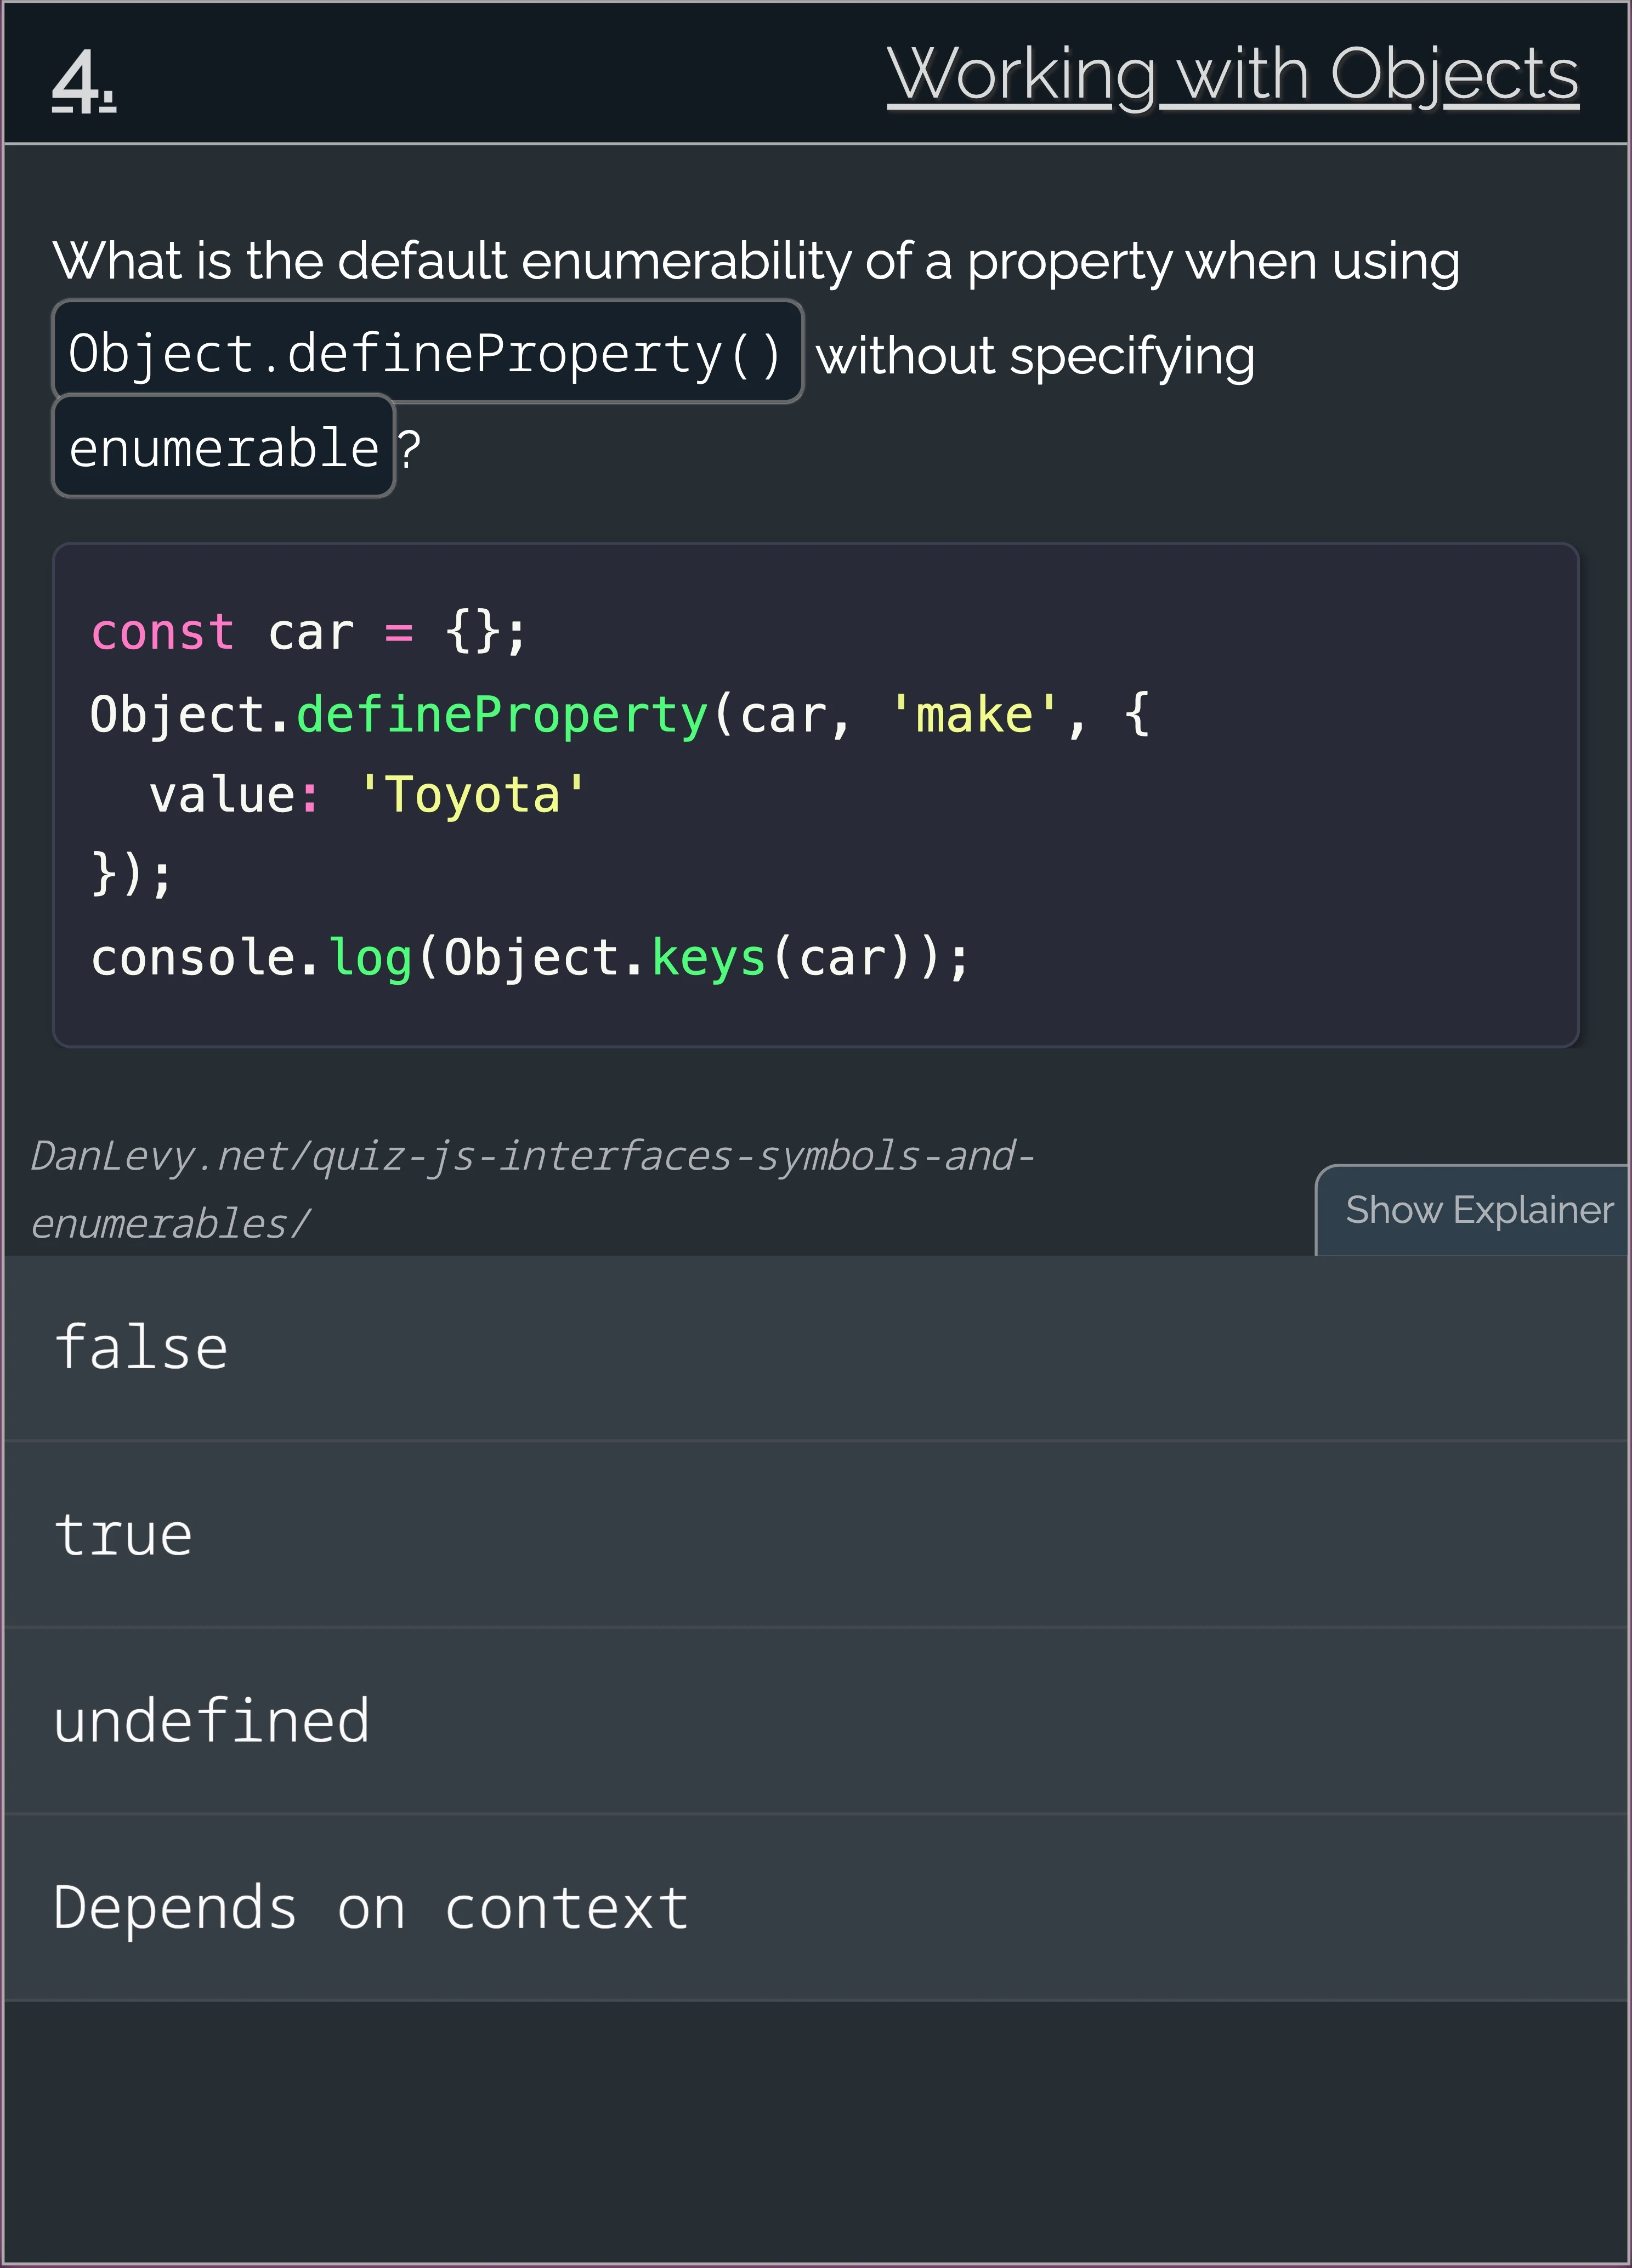 4.
Working with Objects
What is the default enumerability of a property when using
Object.defineProperty() without specifying
enumerable?
const car = {};
Object.defineProperty(car, 'make', {
  value: 'Toyota'
});
console.log(Object.keys(car));
DanLevy.net/quiz-js-interfaces-symbols-and-
enumerables/
Show Explainer
false
true
undefined
Depends on context